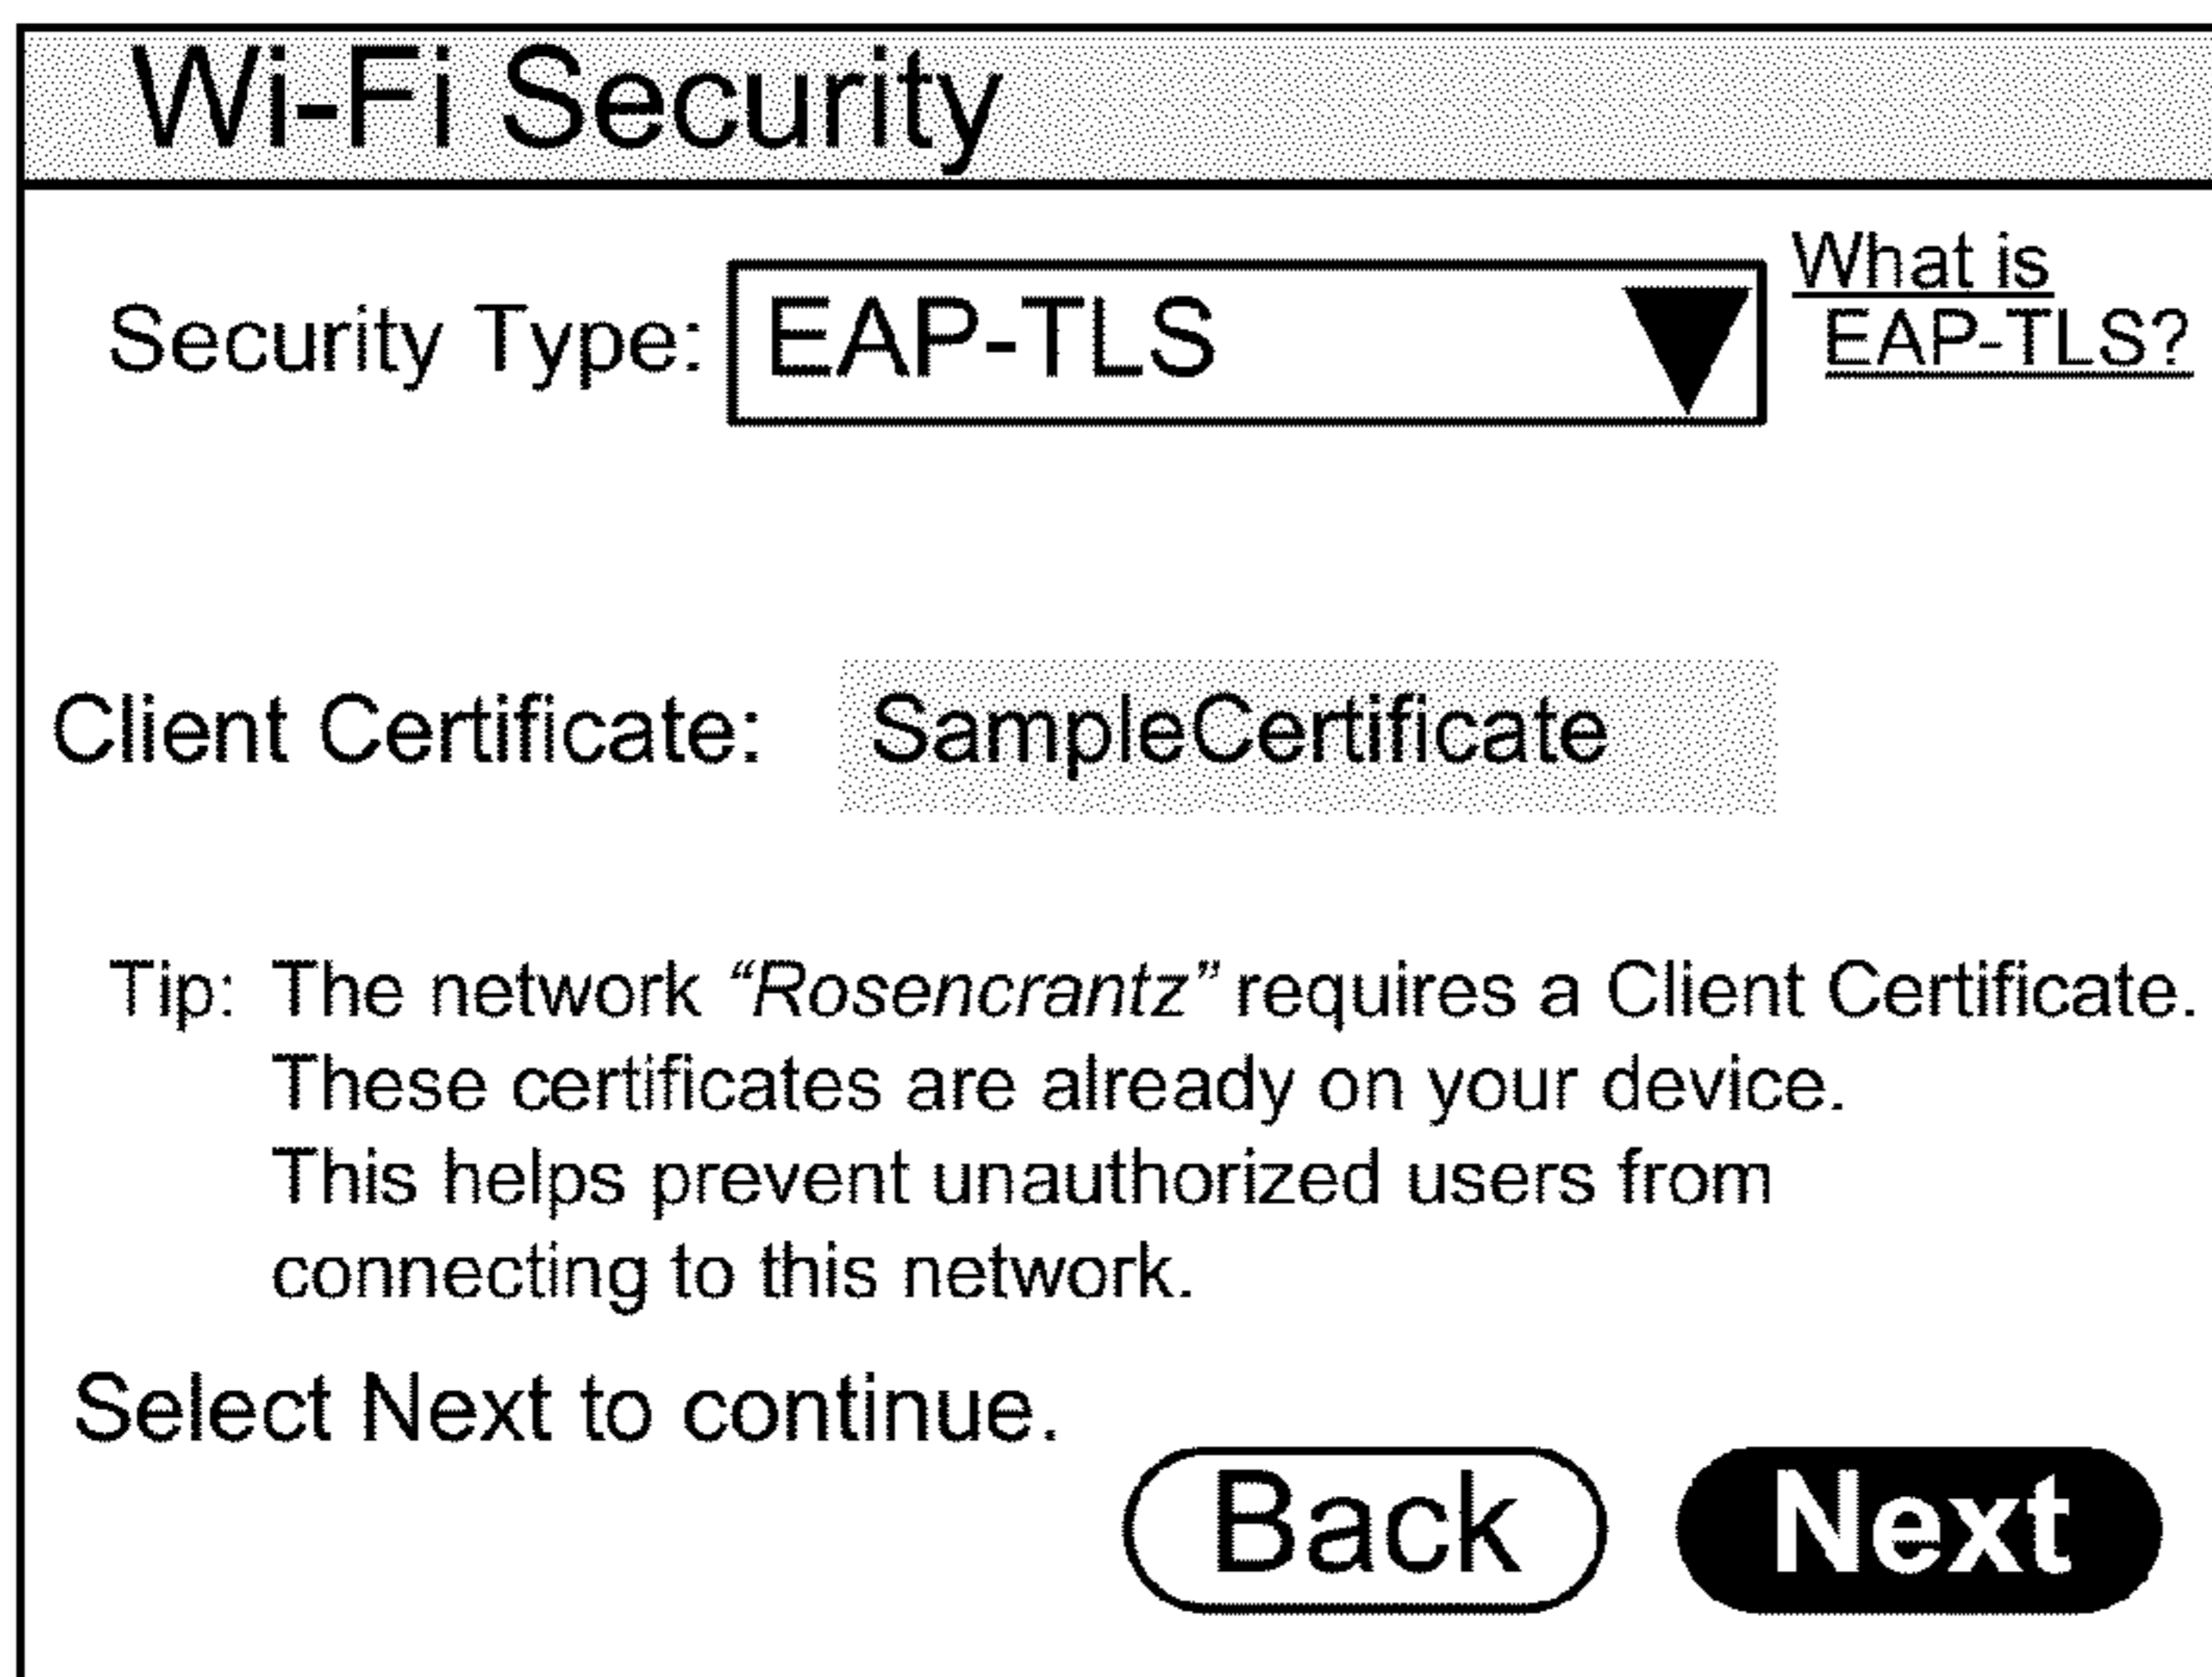 Wi-Fi Security
Security Type: EAP-TLS
What is
EAP-TLS?
Client Certificate: SampleCertificate
Tip: The network “Rosencrantz” requires a Client Certificate.
These certificates are already on your device.
This helps prevent unauthorized users from
connecting to this network.
Select Next to continue.
Back Next